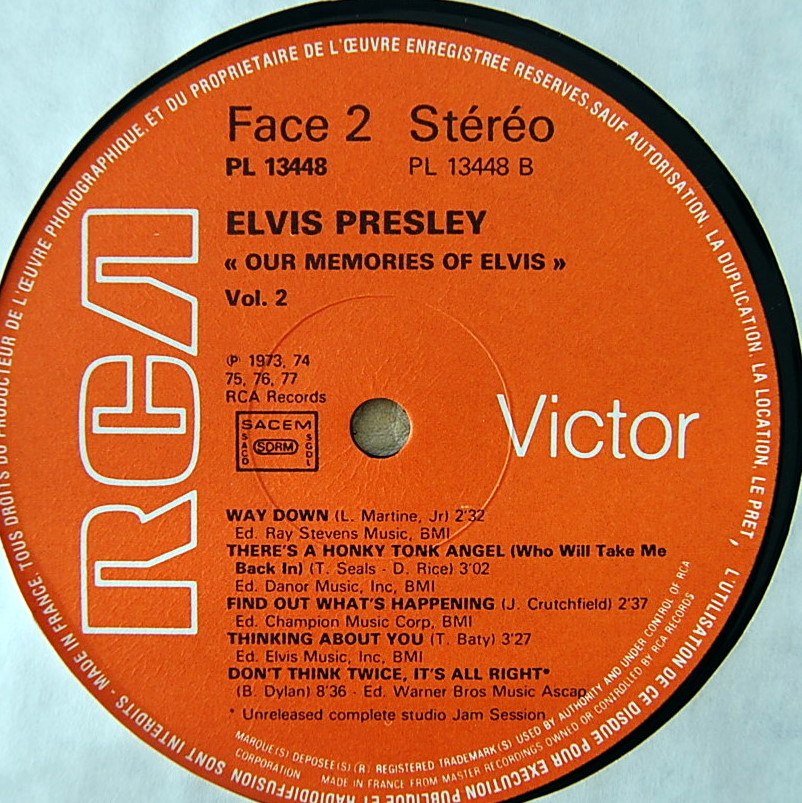 Face 2 Stéréo
PL 13448 PL 13448 B
ELVIS PRESLEY
« OUR MEMORIES OF ELVIS »
Vol. 2
℗ 1973, 74
75, 76, 77
RCA Records
SACEM
SACD SDRM SGDL
RCA
Victor
WAY DOWN (L. Martine, Jr) 2'32
Ed. Ray Stevens Music, BMI
THERE'S A HONKY TONK ANGEL (Who Will Take Me
Back In) (T. Seals - D. Rice) 3'02
Ed. Danor Music, Inc, BMI
FIND OUT WHAT'S HAPPENING (J. Crutchfield) 2'37
Ed. Champion Music Corp, BMI
THINKING ABOUT YOU (T. Baty) 3'27
Ed. Elvis Music, Inc, BMI
DON'T THINK TWICE, IT'S ALL RIGHT*
(B. Dylan) 8'36 - Ed. Warner Bros Music Ascap
* Unreleased complete studio Jam Session
MARQUE(S) DEPOSEE(S) (R) REGISTERED TRADEMARK(S) USED BY AUTHORITY AND UNDER CONTROL OF RCA
CORPORATION MADE IN FRANCE FROM MASTER RECORDINGS OWNED OR CONTROLLED BY RCA RECORDS
MADE IN FRANCE. TOUS DROITS DU PRODUCTEUR DE L'ŒUVRE PHONOGRAPHIQUE. ET DU PROPRIETAIRE DE L'ŒUVRE ENREGISTREE RESERVES. SAUF AUTORISATION. LA DUPLICATION. LA LOCATION. LE PRET, L'UTILISATION DE CE DISQUE POUR EXECUTION PUBLIQUE ET RADIODIFFUSION SONT INTERDITS -